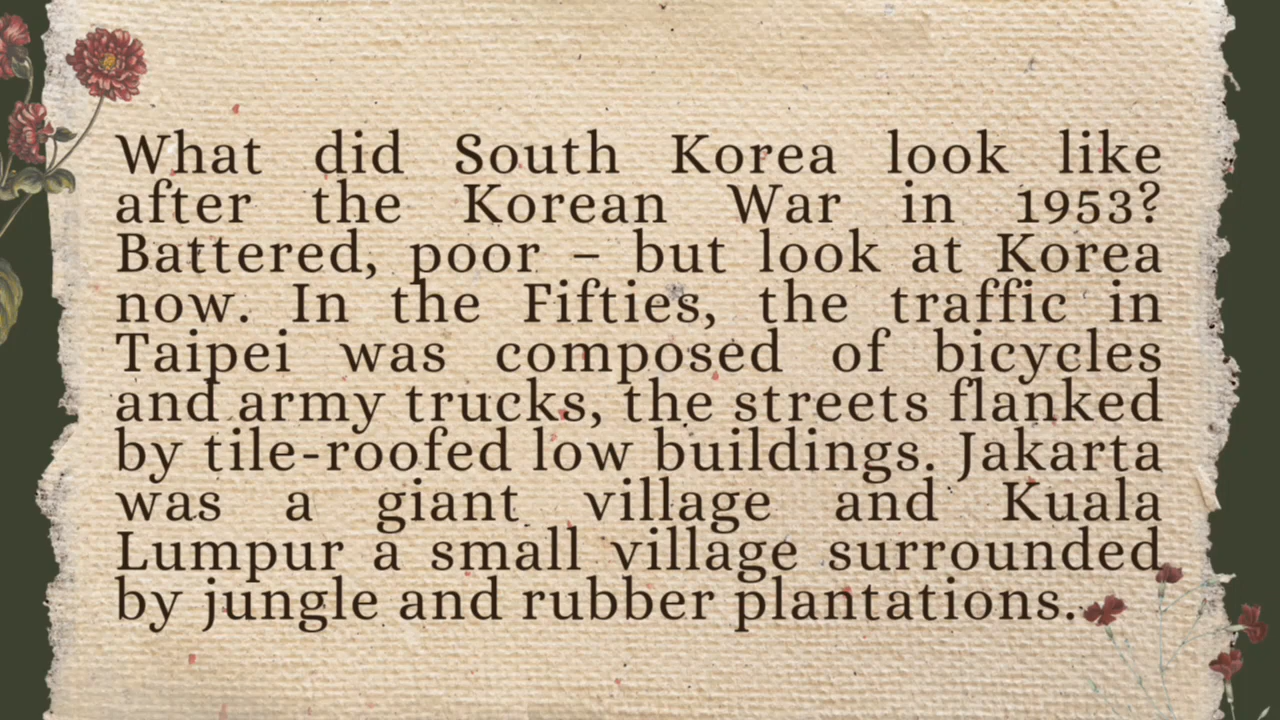 What did South Korea look like
after the Korean War in 1953?
Battered, poor – but look at Korea
now. In the Fifties, the traffic in
Taipei was composed of bicycles
and army trucks, the streets flanked
by tile-roofed low buildings. Jakarta
was a giant village and Kuala
Lumpur a small village surrounded
by jungle and rubber plantations.